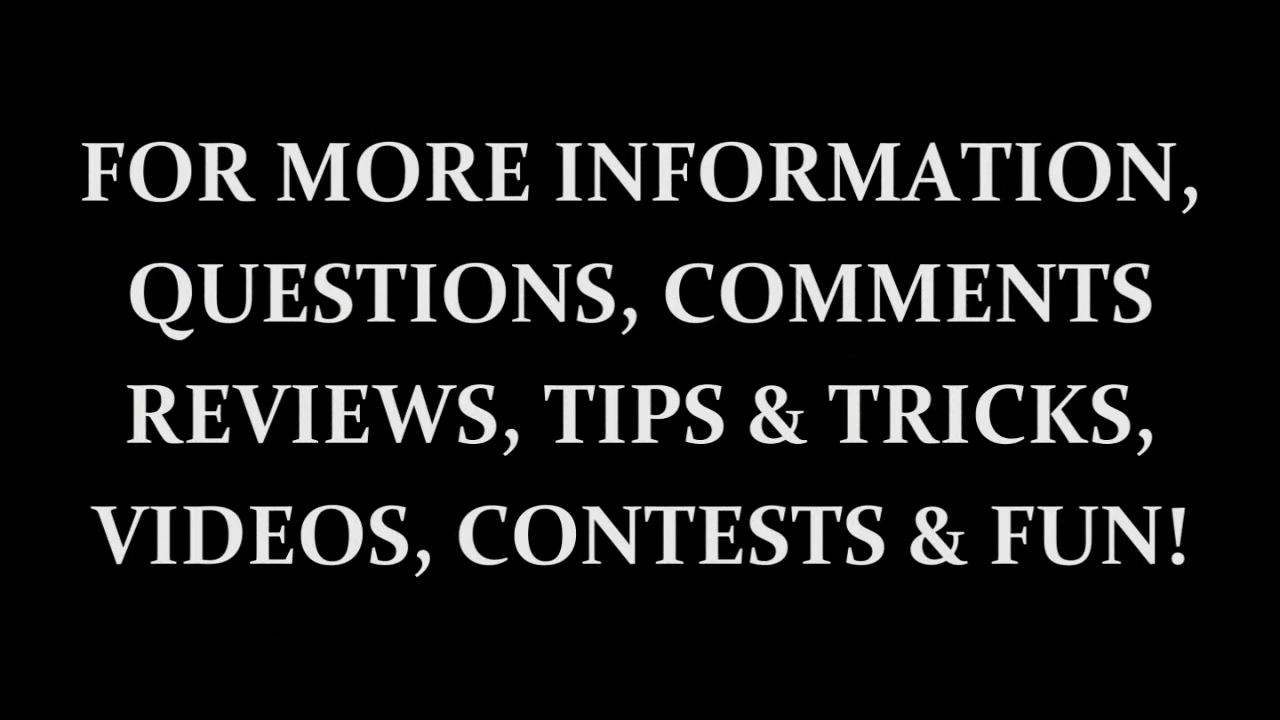 FOR MORE INFORMATION,
QUESTIONS, COMMENTS
REVIEWS, TIPS & TRICKS,
VIDEOS, CONTESTS & FUN!